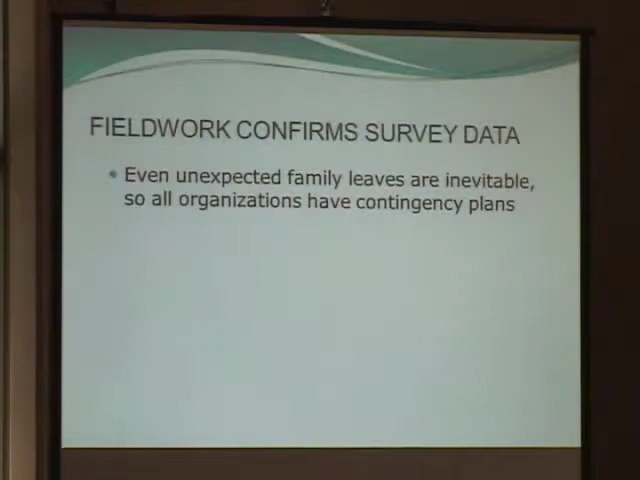 FIELDWORK CONFIRMS SURVEY DATA
• Even unexpected family leaves are inevitable,
so all organizations have contingency plans